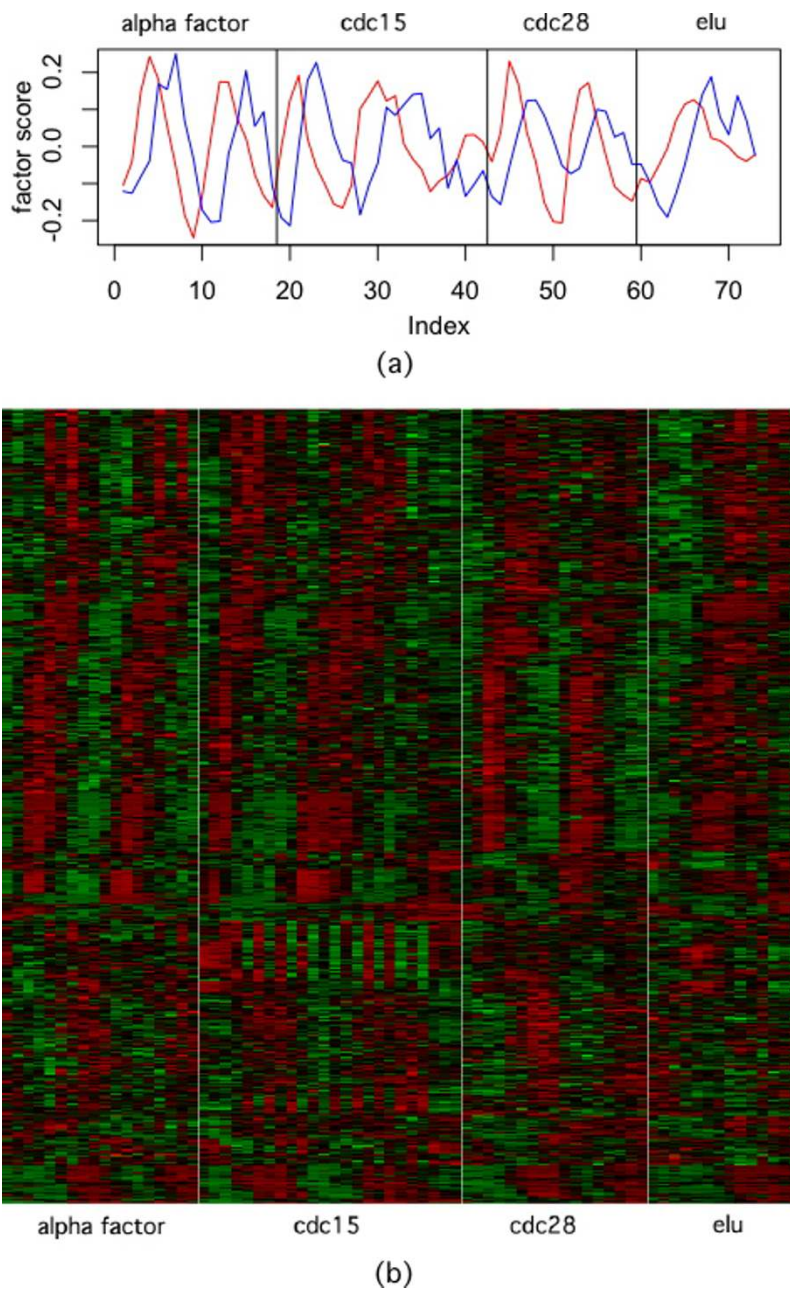 alpha factor cdc15 cdc28 elu
factor score
0.2
0.0
-0.2
0 10 20 30 40 50 60 70
Index
(a)
alpha factor cdc15 cdc28 elu
(b)